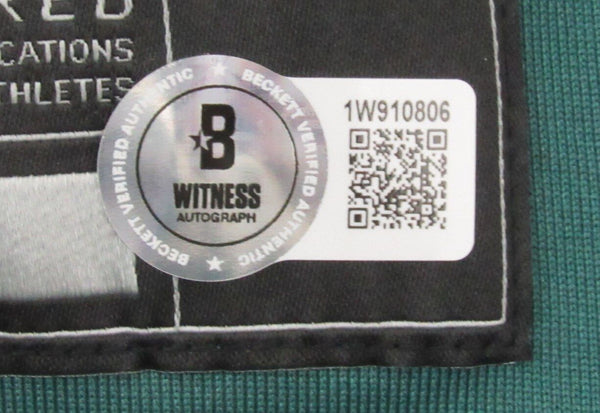 CATIONS
THLETES
BECKETT VERIFIED AUTHENTIC
BECKETT VERIFIED AUTHENTIC
B
WITNESS
AUTOGRAPH
1W910806